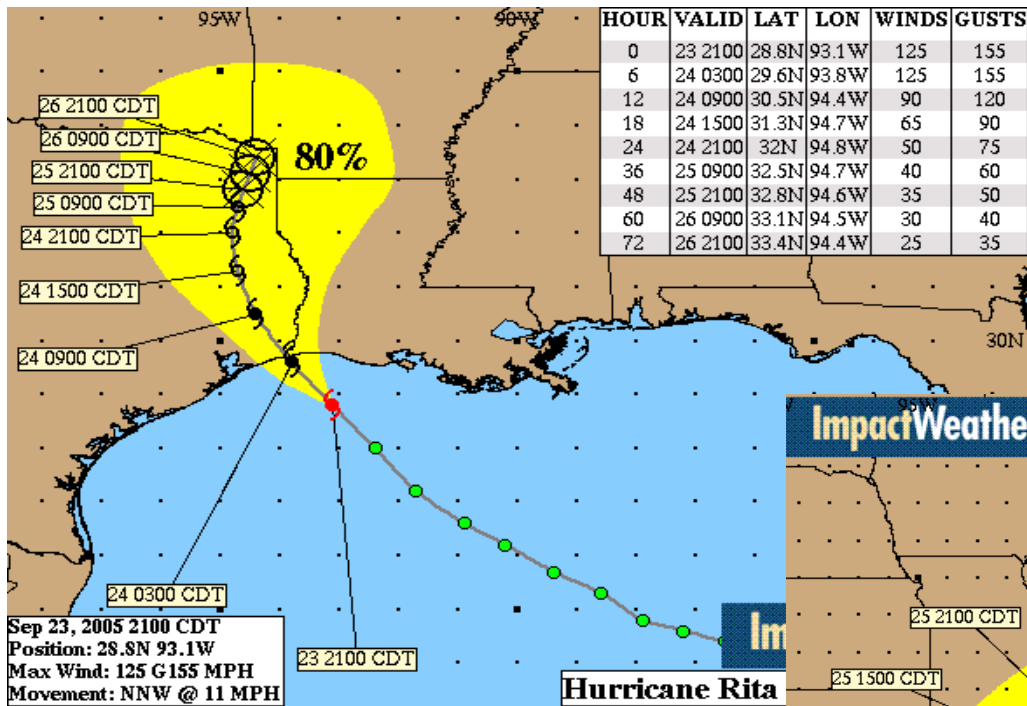 95W
90W
HOUR VALID LAT LON WINDS GUSTS
0 23 2100 28.8N 93.1W 125 155
6 24 0300 29.6N 93.8W 125 155
12 24 0900 30.5N 94.4W 90 120
18 24 1500 31.3N 94.7W 65 90
24 24 2100 32N 94.8W 50 75
36 25 0900 32.5N 94.7W 40 60
48 25 2100 32.8N 94.6W 35 50
60 26 0900 33.1N 94.5W 30 40
72 26 2100 33.4N 94.4W 25 35
26 2100 CDT
26 0900 CDT
80%
25 2100 CDT
25 0900 CDT
24 2100 CDT
24 1500 CDT
24 0900 CDT
30N
95W
ImpactWeathe
24 0300 CDT
25 2100 CDT
Sep 23, 2005 2100 CDT
Position: 28.8N 93.1W
Max Wind: 125 G155 MPH
Movement: NNW @ 11 MPH
23 2100 CDT
Im
25 1500 CDT
Hurricane Rita